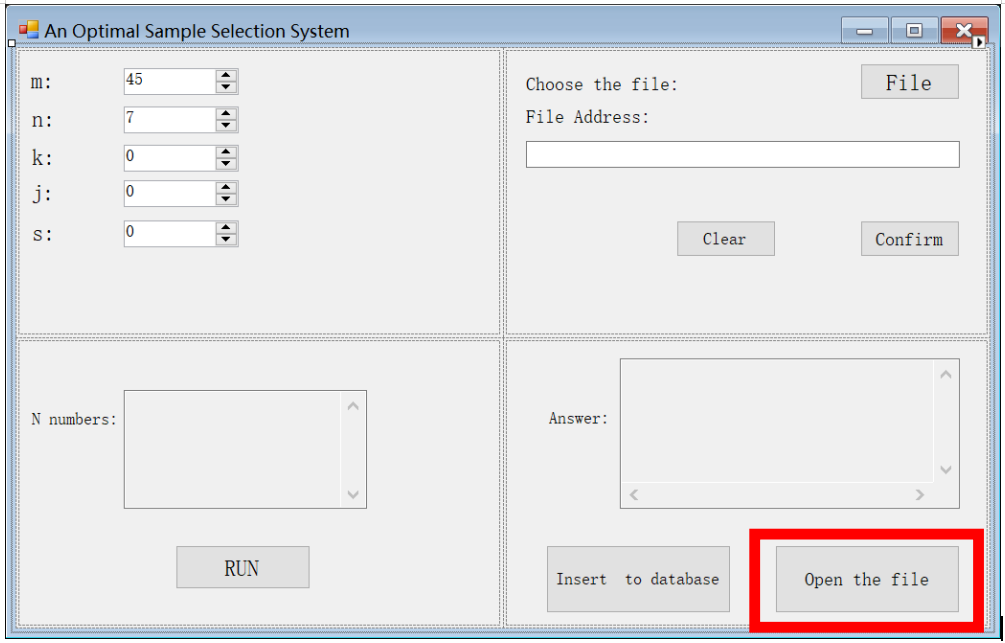 An Optimal Sample Selection System
m: 45
n: 7
k: 0
j: 0
s: 0
Choose the file: File
File Address:
Clear Confirm
N numbers:
RUN
Answer:
Insert to database Open the file